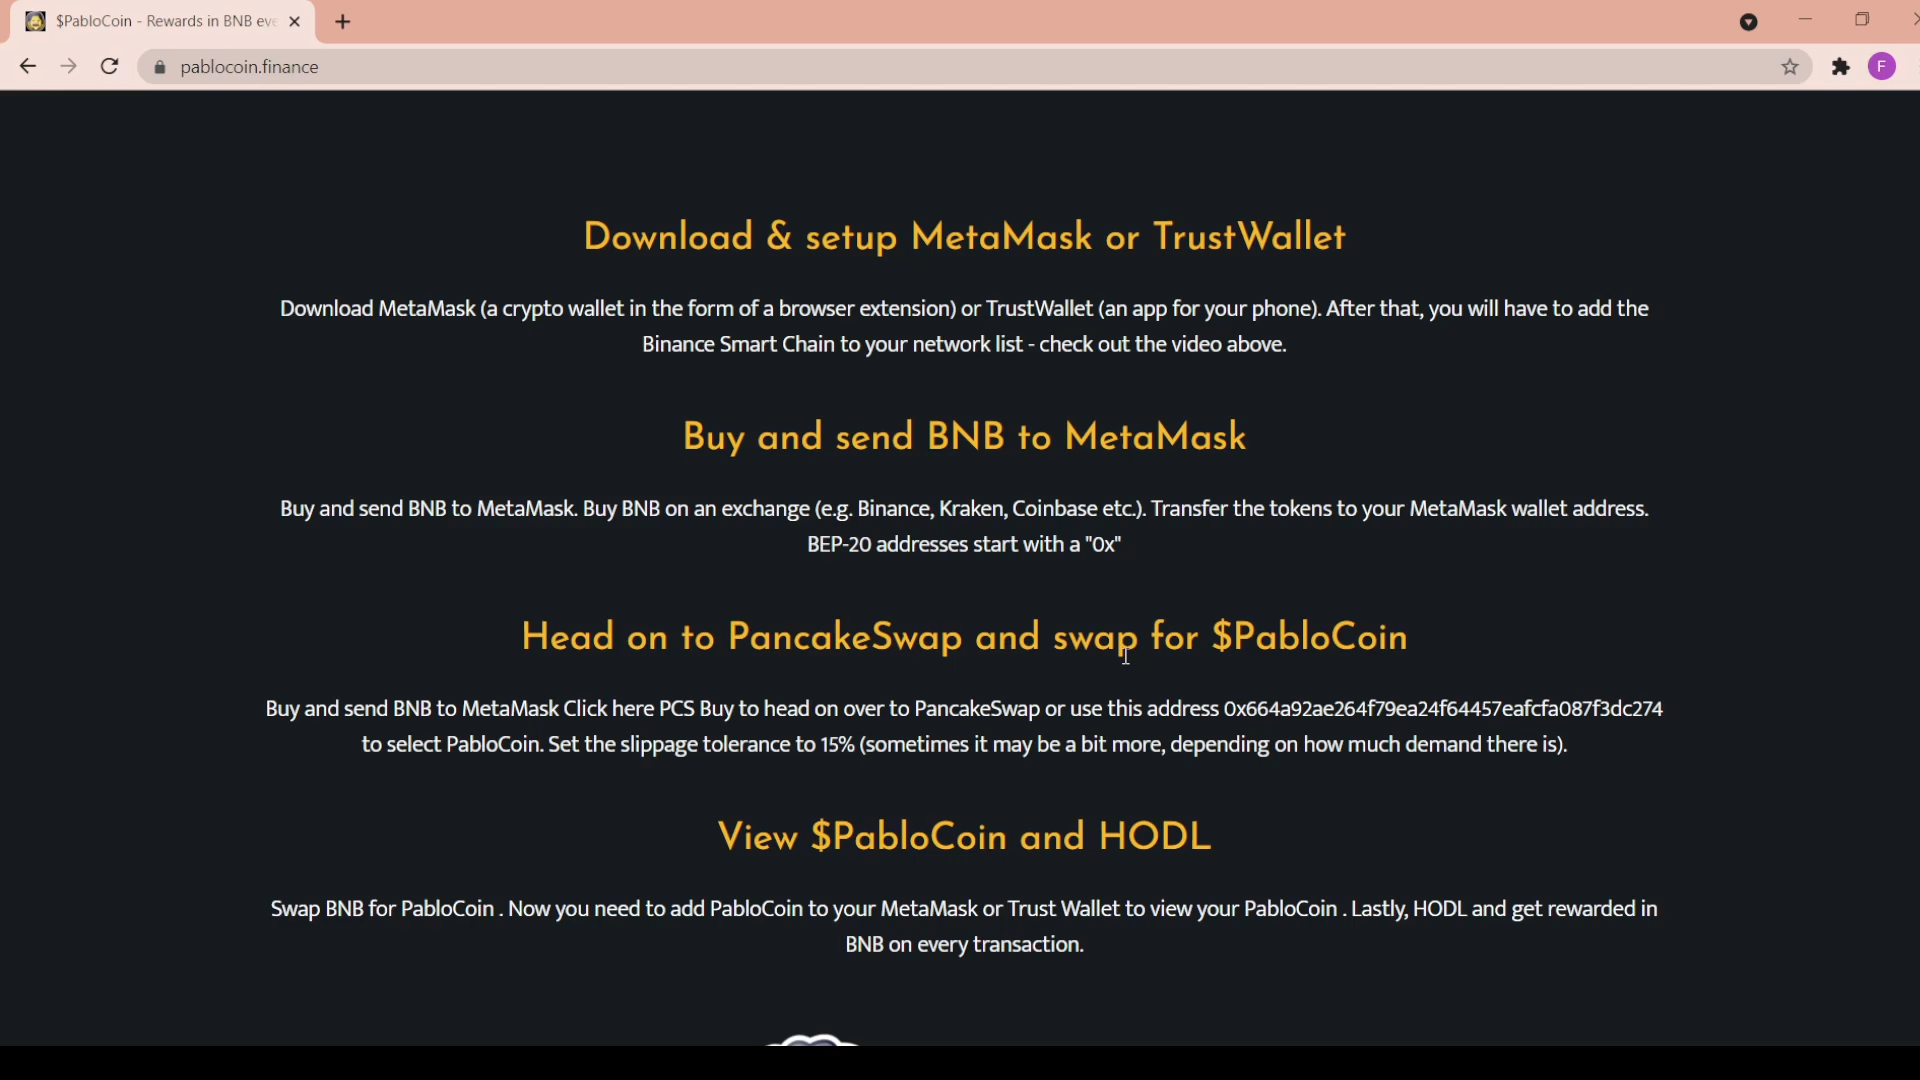 $PabloCoin - Rewards in BNB eve
pablocoin.finance
F
Download & setup MetaMask or TrustWallet
Download MetaMask (a crypto wallet in the form of a browser extension) or TrustWallet (an app for your phone). After that, you will have to add the
Binance Smart Chain to your network list - check out the video above.
Buy and send BNB to MetaMask
Buy and send BNB to MetaMask. Buy BNB on an exchange (e.g. Binance, Kraken, Coinbase etc.). Transfer the tokens to your MetaMask wallet address.
BEP-20 addresses start with a "0x"
Head on to PancakeSwap and swap for $PabloCoin
Buy and send BNB to MetaMask Click here PCS Buy to head on over to PancakeSwap or use this address 0x664a92ae264f79ea24f64457eafcfa087f3dc274
to select PabloCoin. Set the slippage tolerance to 15% (sometimes it may be a bit more, depending on how much demand there is).
View $PabloCoin and HODL
Swap BNB for PabloCoin . Now you need to add PabloCoin to your MetaMask or Trust Wallet to view your PabloCoin . Lastly, HODL and get rewarded in
BNB on every transaction.